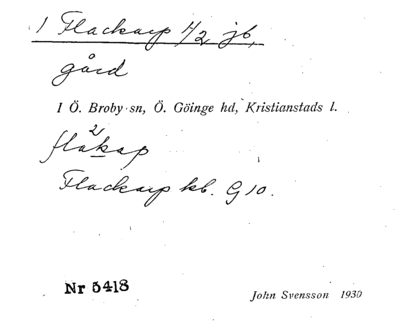 1 Flackarp 1/2 jb,
gård
I Ö. Broby sn, Ö. Göinge hd, Kristianstads l.
fla2kap
Flackarp kb. G 10.
Nr 5418
John Svensson 1930